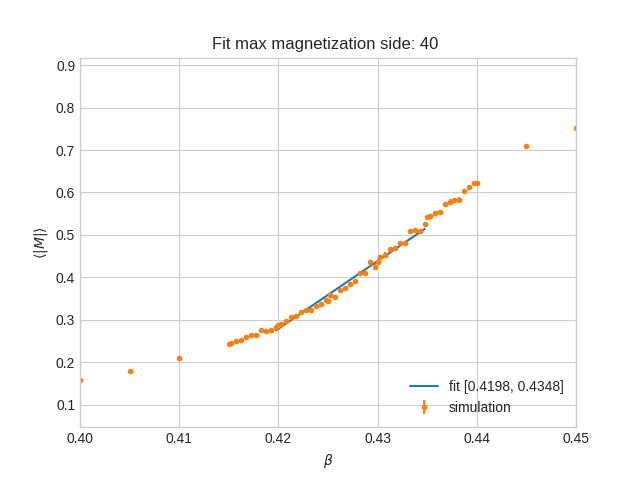 Fit max magnetization side: 40
⟨|M|⟩
0.9
0.8
0.7
0.6
0.5
0.4
0.3
0.2
0.1
0.40 0.41 0.42 0.43 0.44 0.45
β
fit [0.4198, 0.4348]
simulation